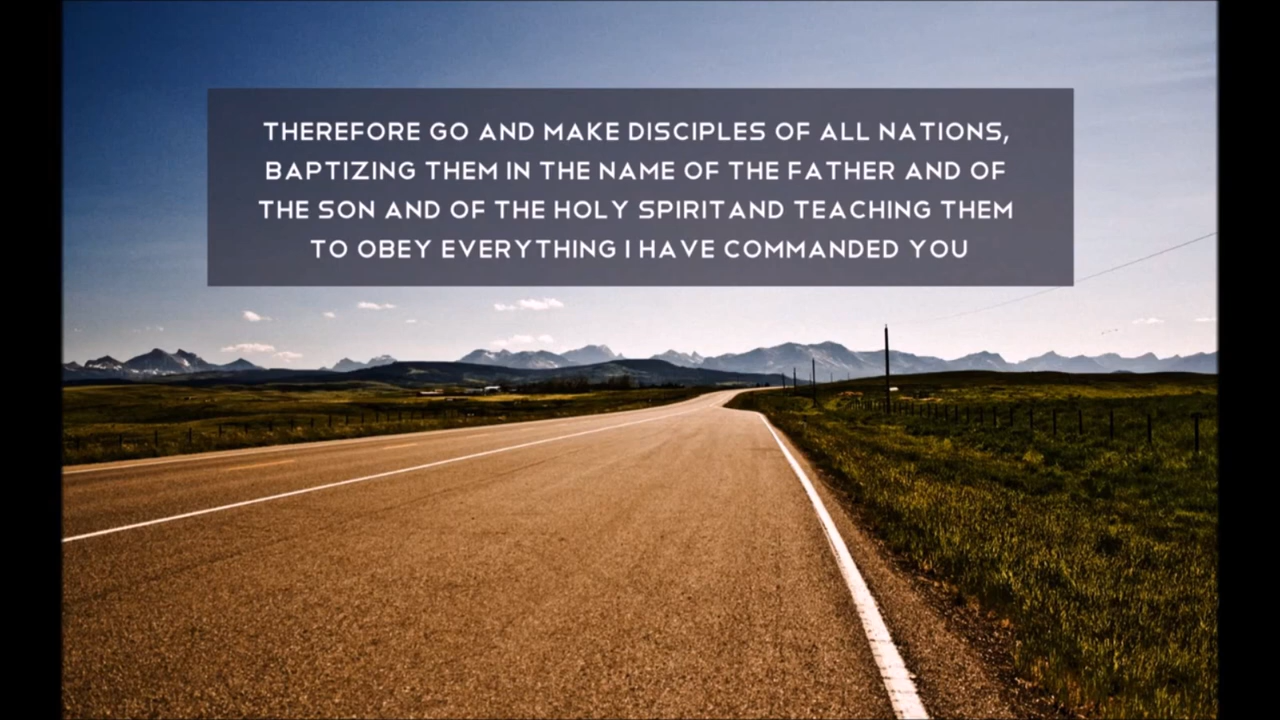 THEREFORE GO AND MAKE DISCIPLES OF ALL NATIONS,
BAPTIZING THEM IN THE NAME OF THE FATHER AND OF
THE SON AND OF THE HOLY SPIRITAND TEACHING THEM
TO OBEY EVERYTHING I HAVE COMMANDED YOU